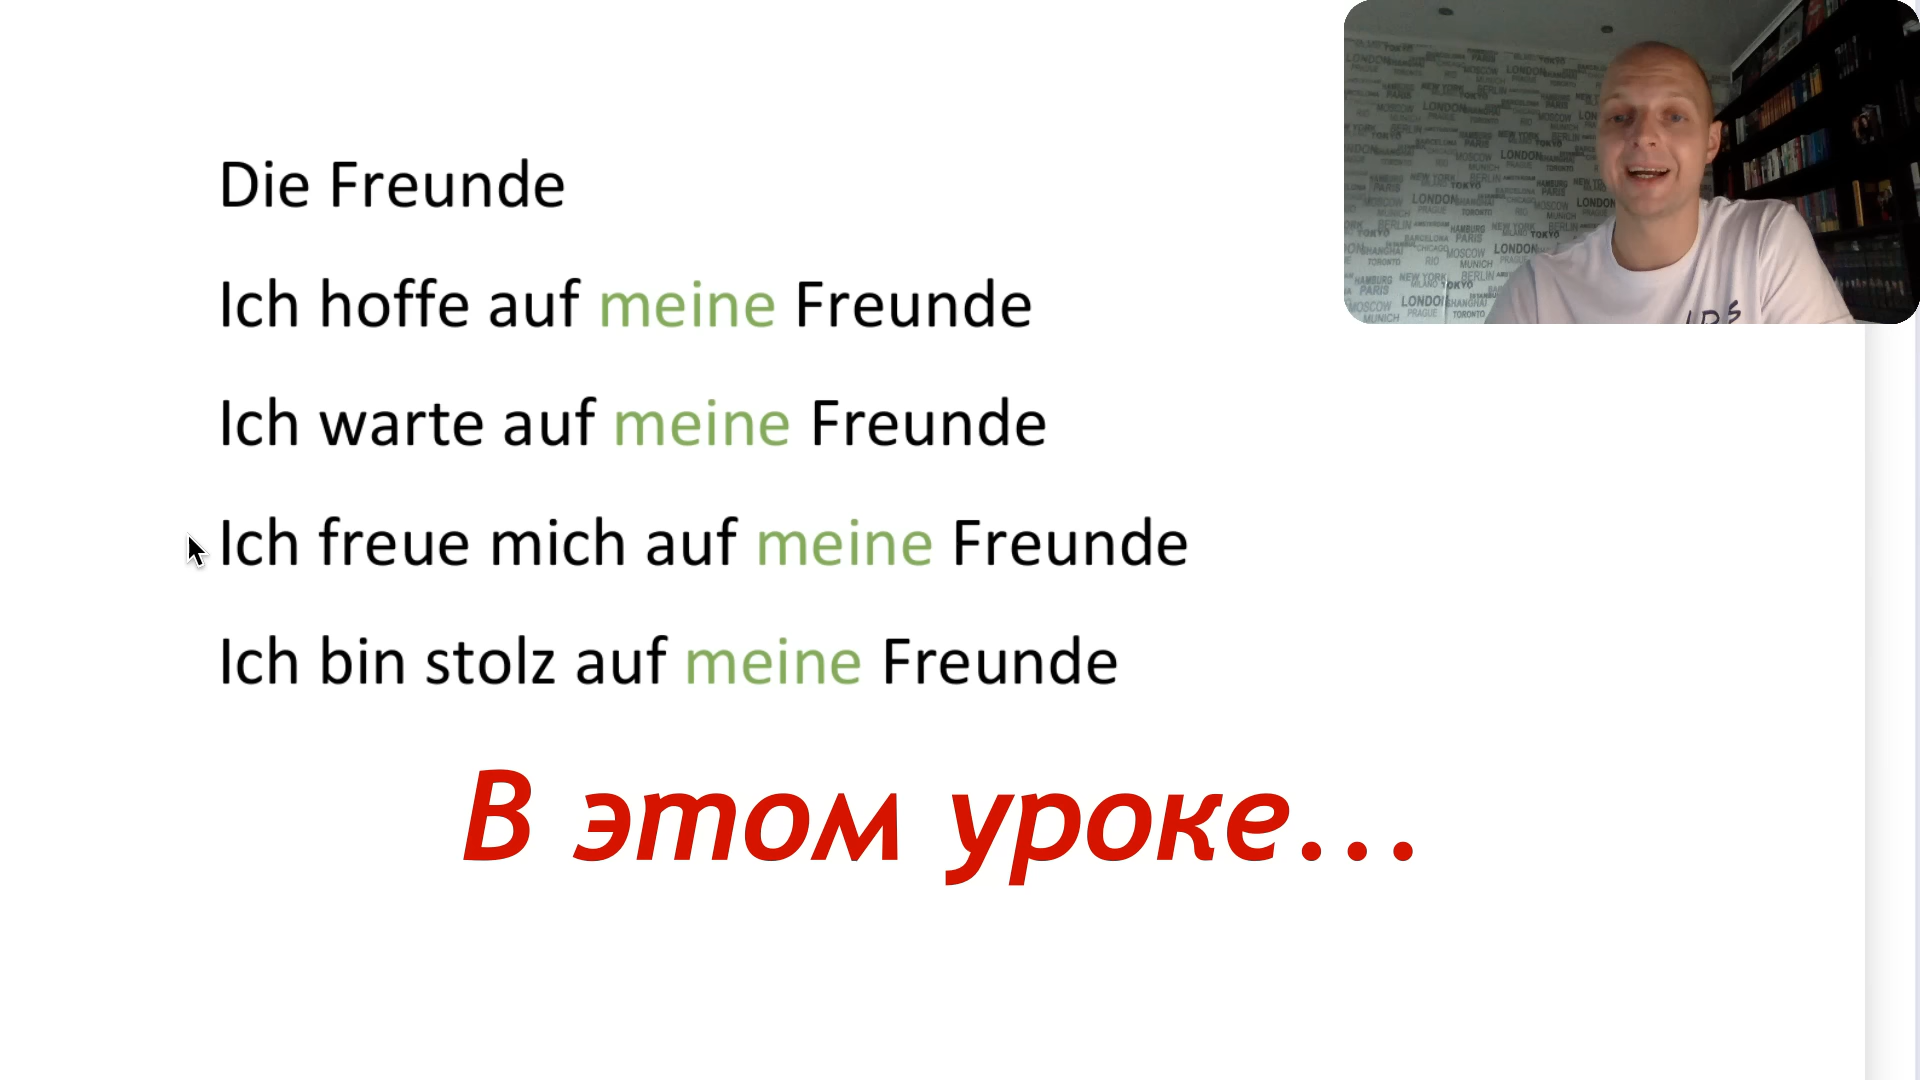 Die Freunde
Ich hoffe auf meine Freunde
Ich warte auf meine Freunde
Ich freue mich auf meine Freunde
Ich bin stolz auf meine Freunde
В этом уроке...